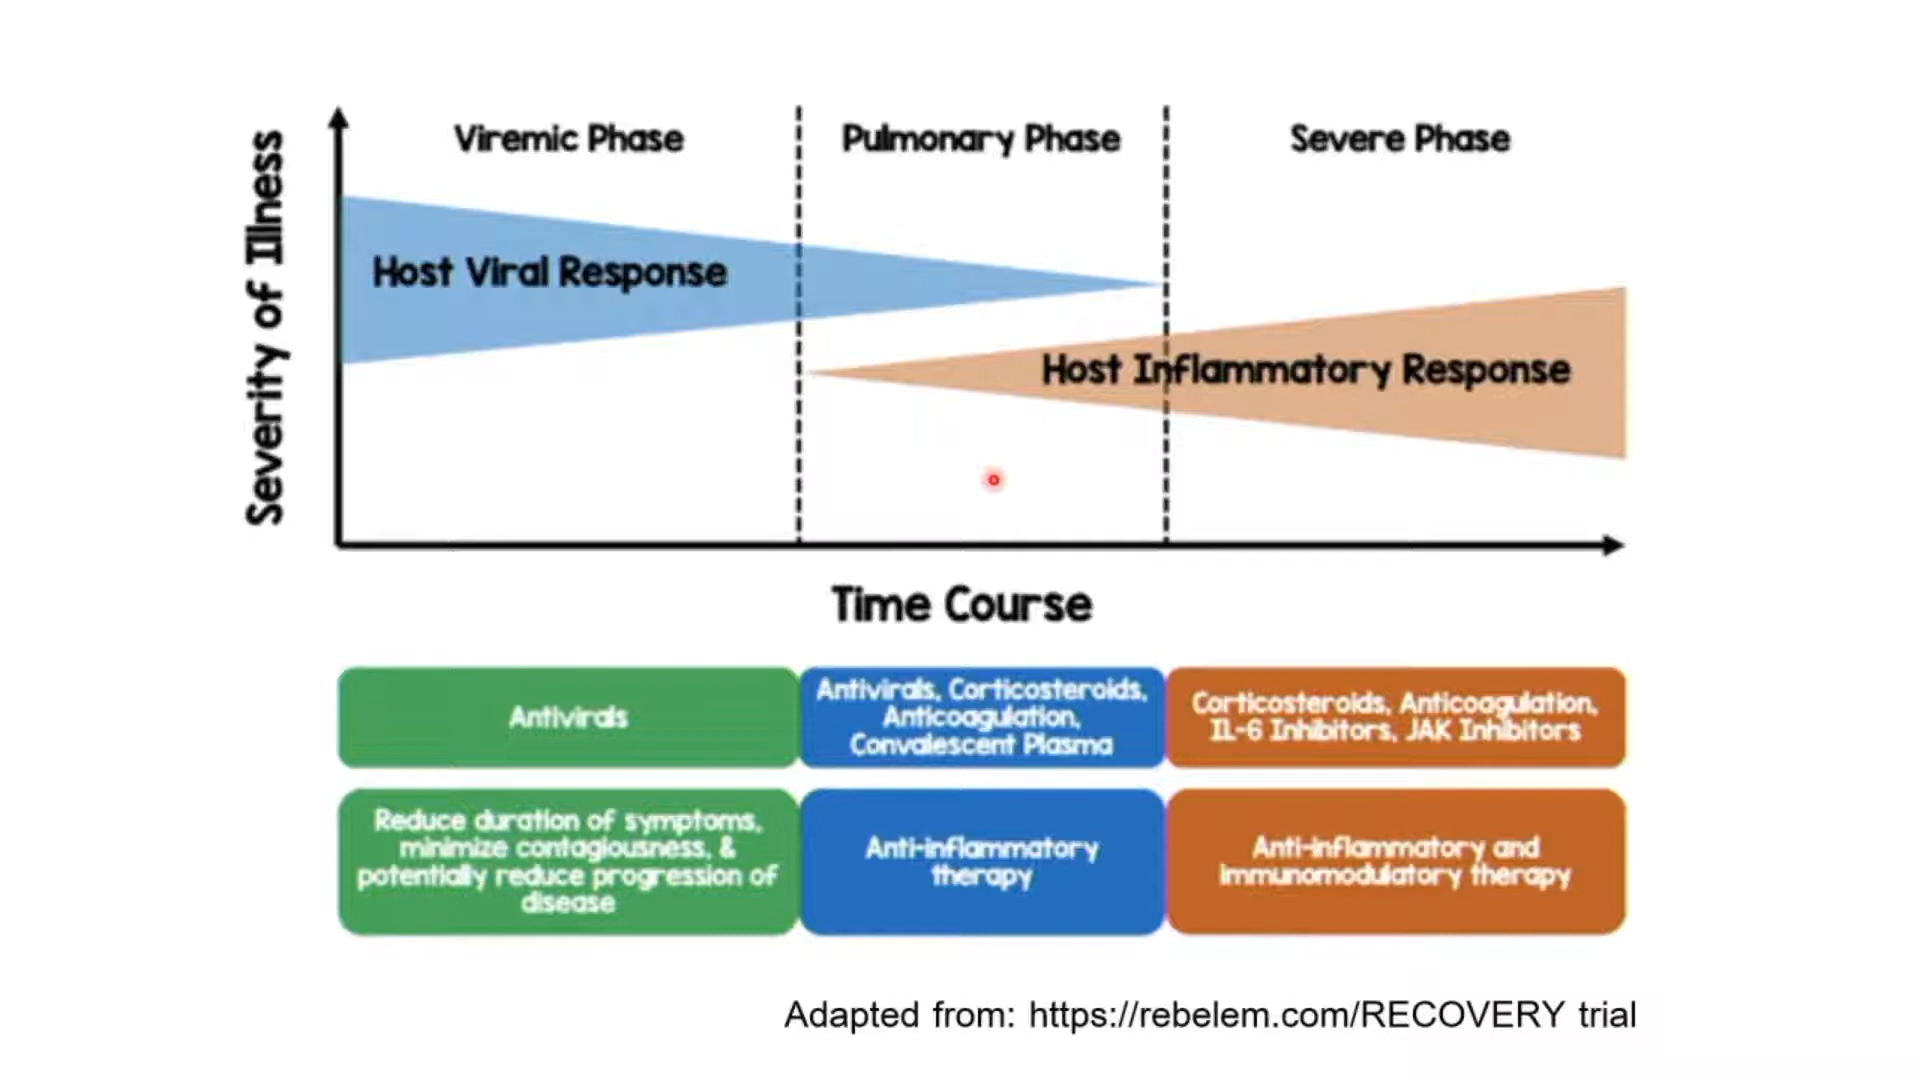 Viremic Phase
Pulmonary Phase
Severe Phase
Severity of Illness
Host Viral Response
Host Inflammatory Response
Time Course
Antivirals
Antivirals, Corticosteroids,
Anticoagulation,
Convalescent Plasma
Corticosteroids, Anticoagulation,
IL-6 Inhibitors, JAK Inhibitors
Reduce duration of symptoms,
minimize contagiousness, &
potentially reduce progression of
disease
Anti-inflammatory
therapy
Anti-inflammatory and
immunomodulatory therapy
Adapted from: https://rebelem.com/RECOVERY trial